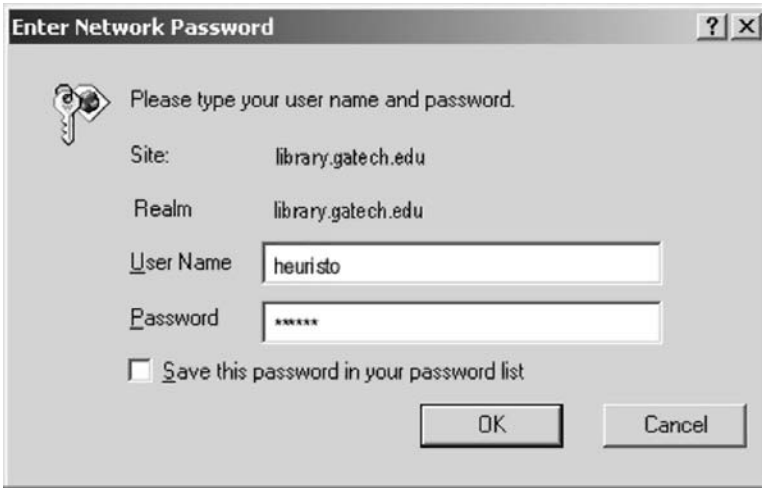 Enter Network Password
? X
Please type your user name and password.
Site: library.gatech.edu
Realm library.gatech.edu
User Name heuristo
Password ******
Save this password in your password list
OK Cancel